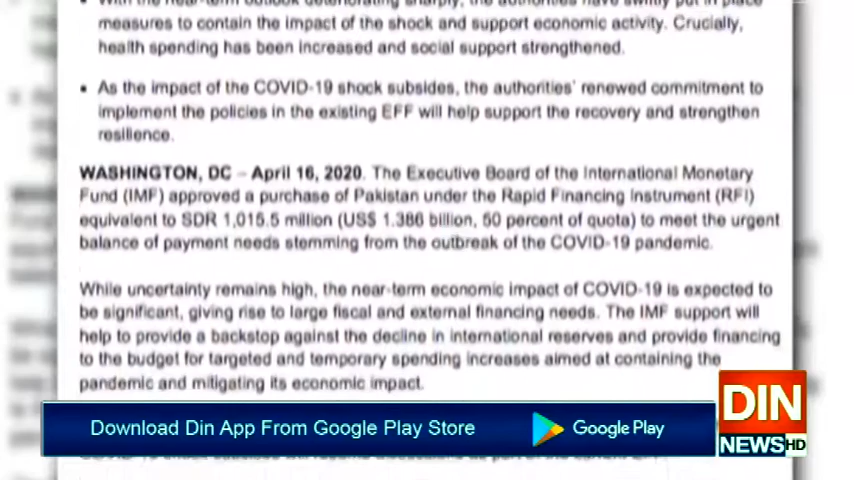 measures to contain the impact of the shock and support economic activity. Crucially,
health spending has been increased and social support strengthened.
• As the impact of the COVID-19 shock subsides, the authorities' renewed commitment to
implement the policies in the existing EFF will help support the recovery and strengthen
resilience.
WASHINGTON, DC – April 16, 2020. The Executive Board of the International Monetary
Fund (IMF) approved a purchase of Pakistan under the Rapid Financing Instrument (RFI)
equivalent to SDR 1,015.5 million (US$ 1.386 billion, 50 percent of quota) to meet the urgent
balance of payment needs stemming from the outbreak of the COVID-19 pandemic.
While uncertainty remains high, the near-term economic impact of COVID-19 is expected to
be significant, giving rise to large fiscal and external financing needs. The IMF support will
help to provide a backstop against the decline in international reserves and provide financing
to the budget for targeted and temporary spending increases aimed at containing the
pandemic and mitigating its economic impact.
Download Din App From Google Play Store
Google Play
DIN
NEWS HD